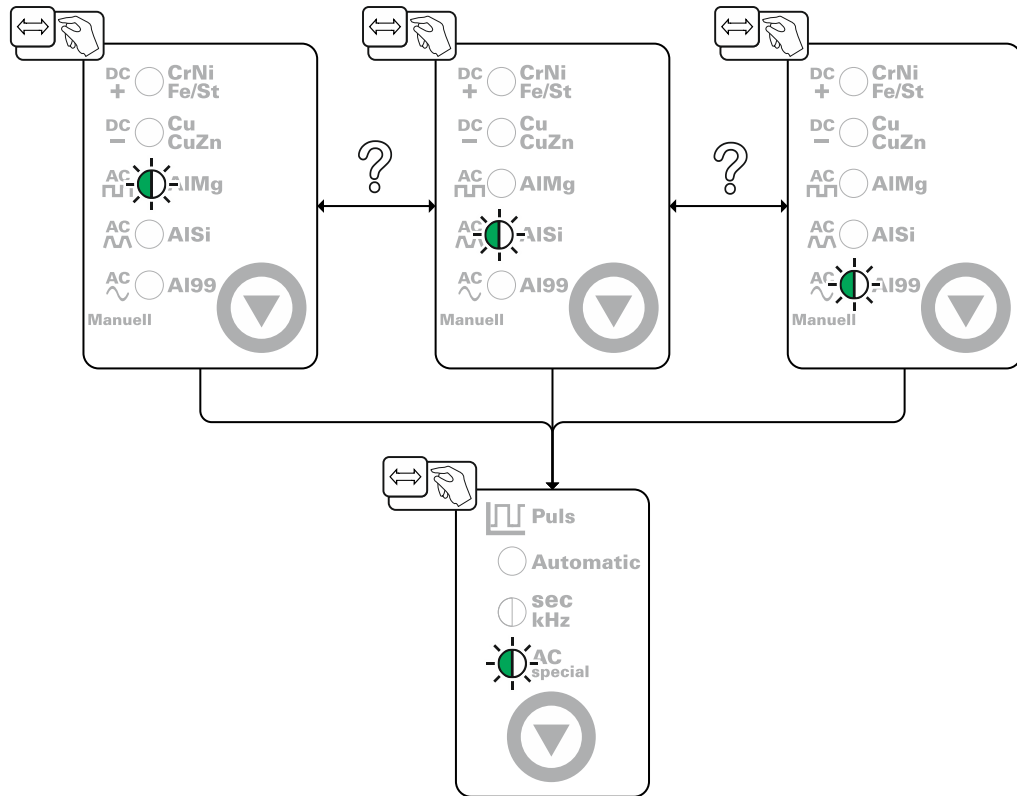 DC + CrNi Fe/St
DC - Cu CuZn
AC AlMg
AC AlSi
AC Al99
Manuell
?
DC + CrNi Fe/St
DC - Cu CuZn
AC AlMg
AC AlSi
AC Al99
Manuell
?
DC + CrNi Fe/St
DC - Cu CuZn
AC AlMg
AC AlSi
AC Al99
Manuell
Puls
Automatic
sec
kHz
AC
special